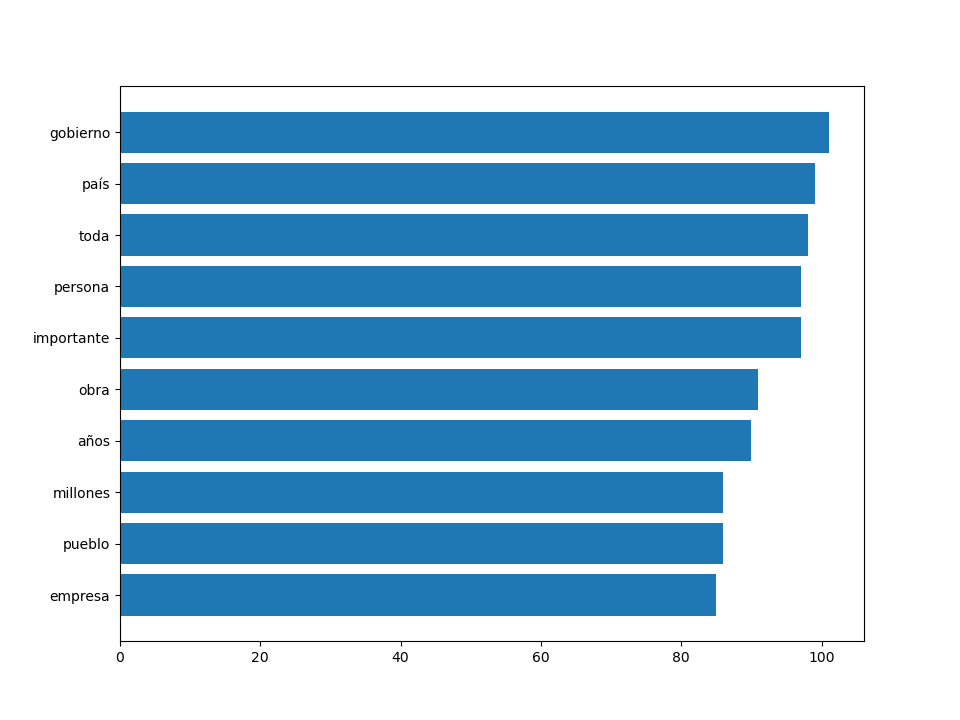 gobierno
país
toda
persona
importante
obra
años
millones
pueblo
empresa
0 20 40 60 80 100